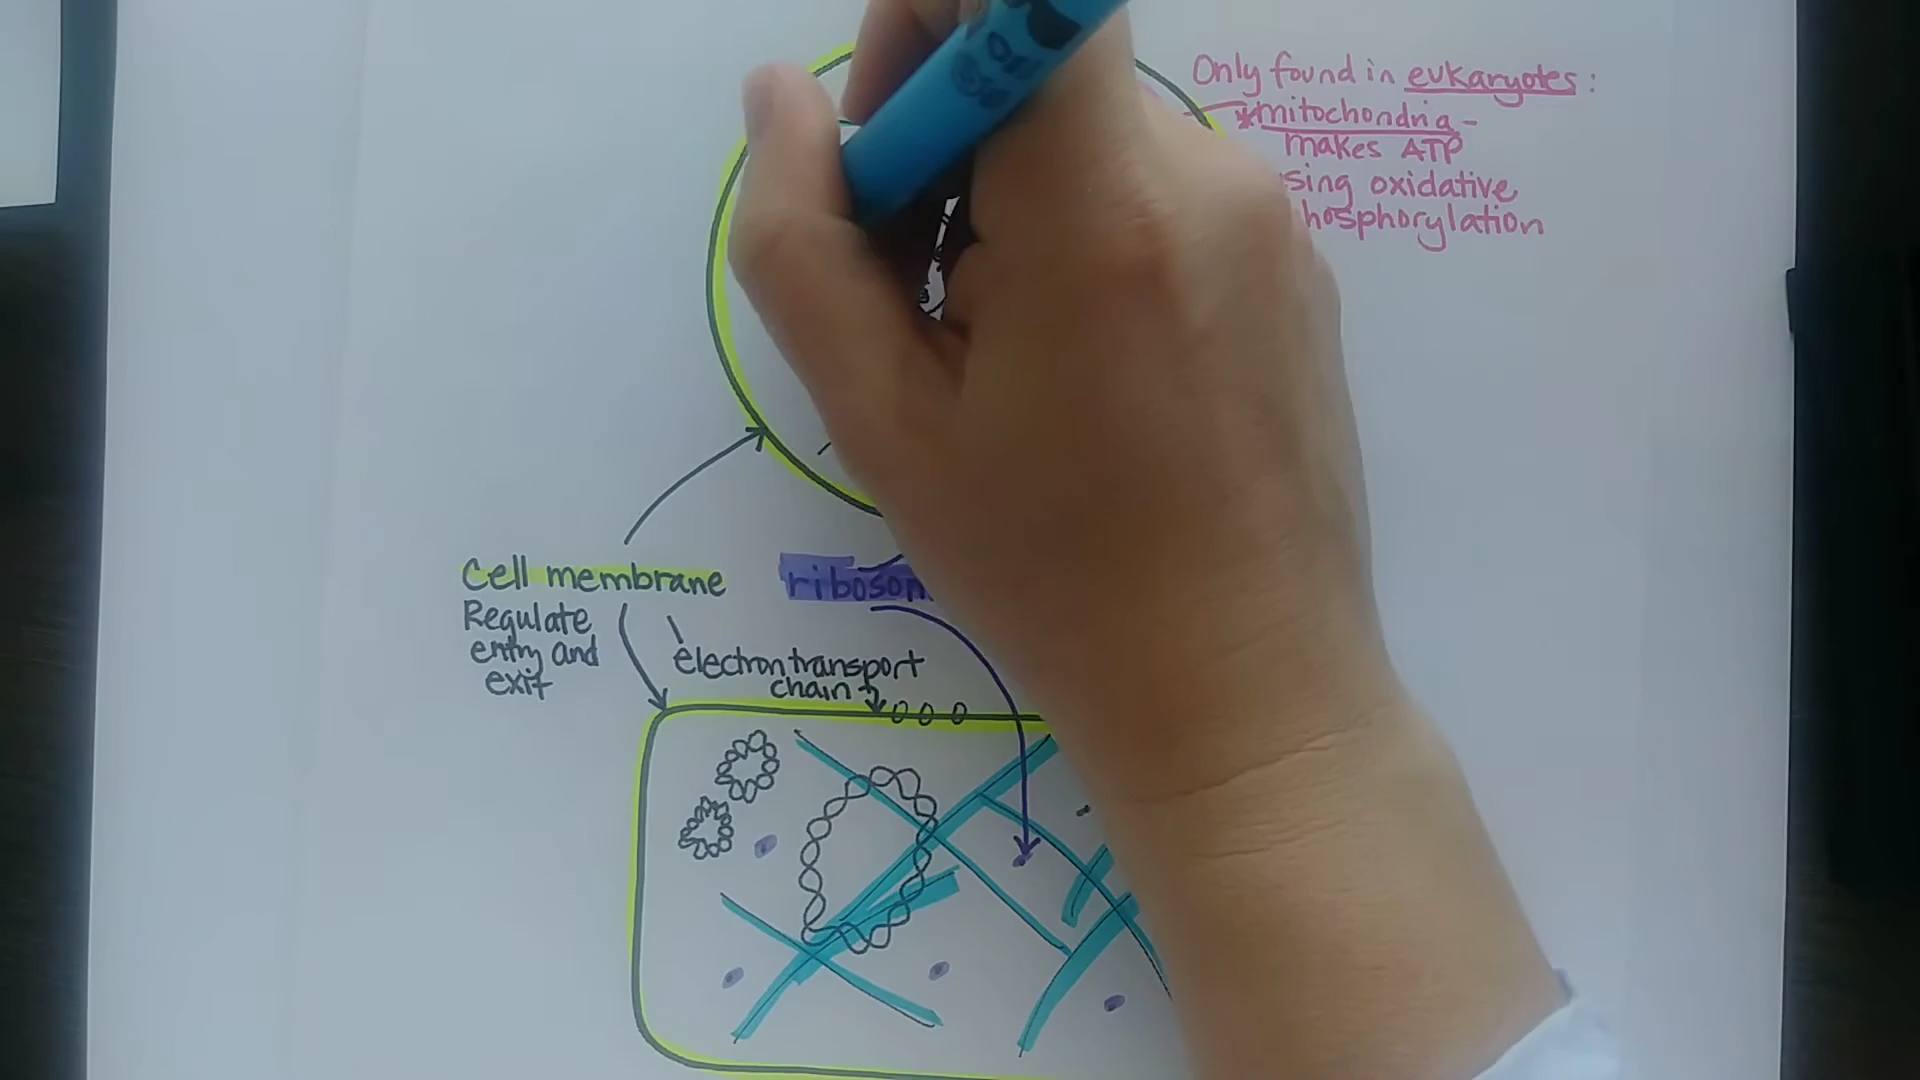 Only found in eukaryotes:
*mitochondria-
makes ATP
sing oxidative
hosphorylation
Cell membrane
Regulate
entry and
exit
ribosom
electron transport
chain